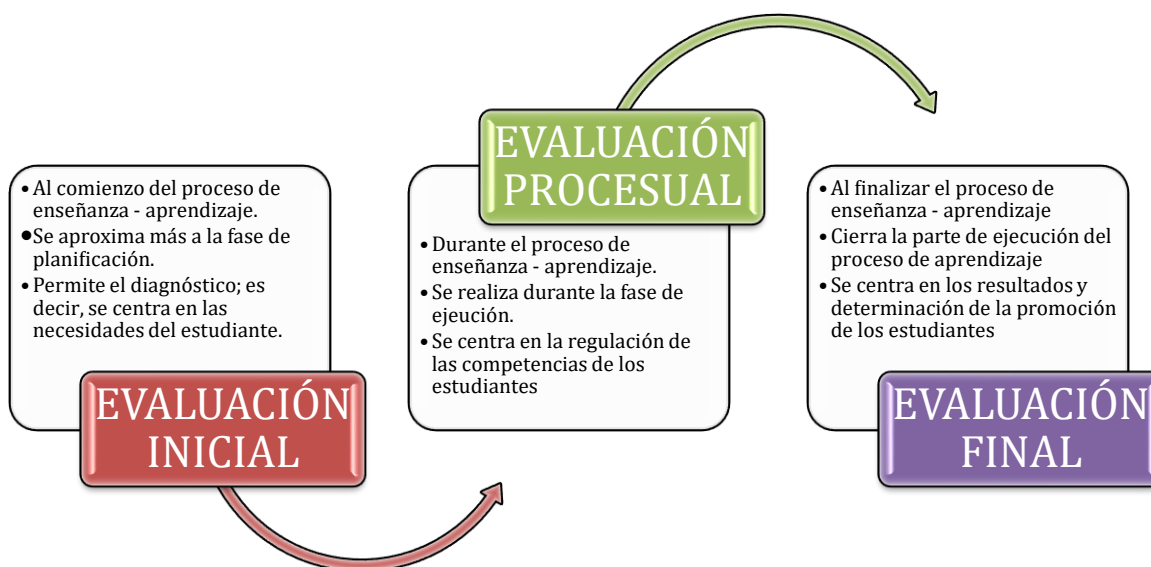 • Al comienzo del proceso de
enseñanza - aprendizaje.
• Se aproxima más a la fase de
planificación.
• Permite el diagnóstico; es
decir, se centra en las
necesidades del estudiante.
EVALUACIÓN
INICIAL
EVALUACIÓN
PROCESUAL
• Durante el proceso de
enseñanza - aprendizaje.
• Se realiza durante la fase de
ejeución.
• Se centra en la regulación de
las competencias de los
estudiantes
• Al finalizar el proceso de
enseñanza - aprendizaje
• Cierra la parte de ejecución del
proceso de aprendizaje
• Se centra en los resultados y
determinación de la promoción
de los estudiantes
EVALUACIÓN
FINAL